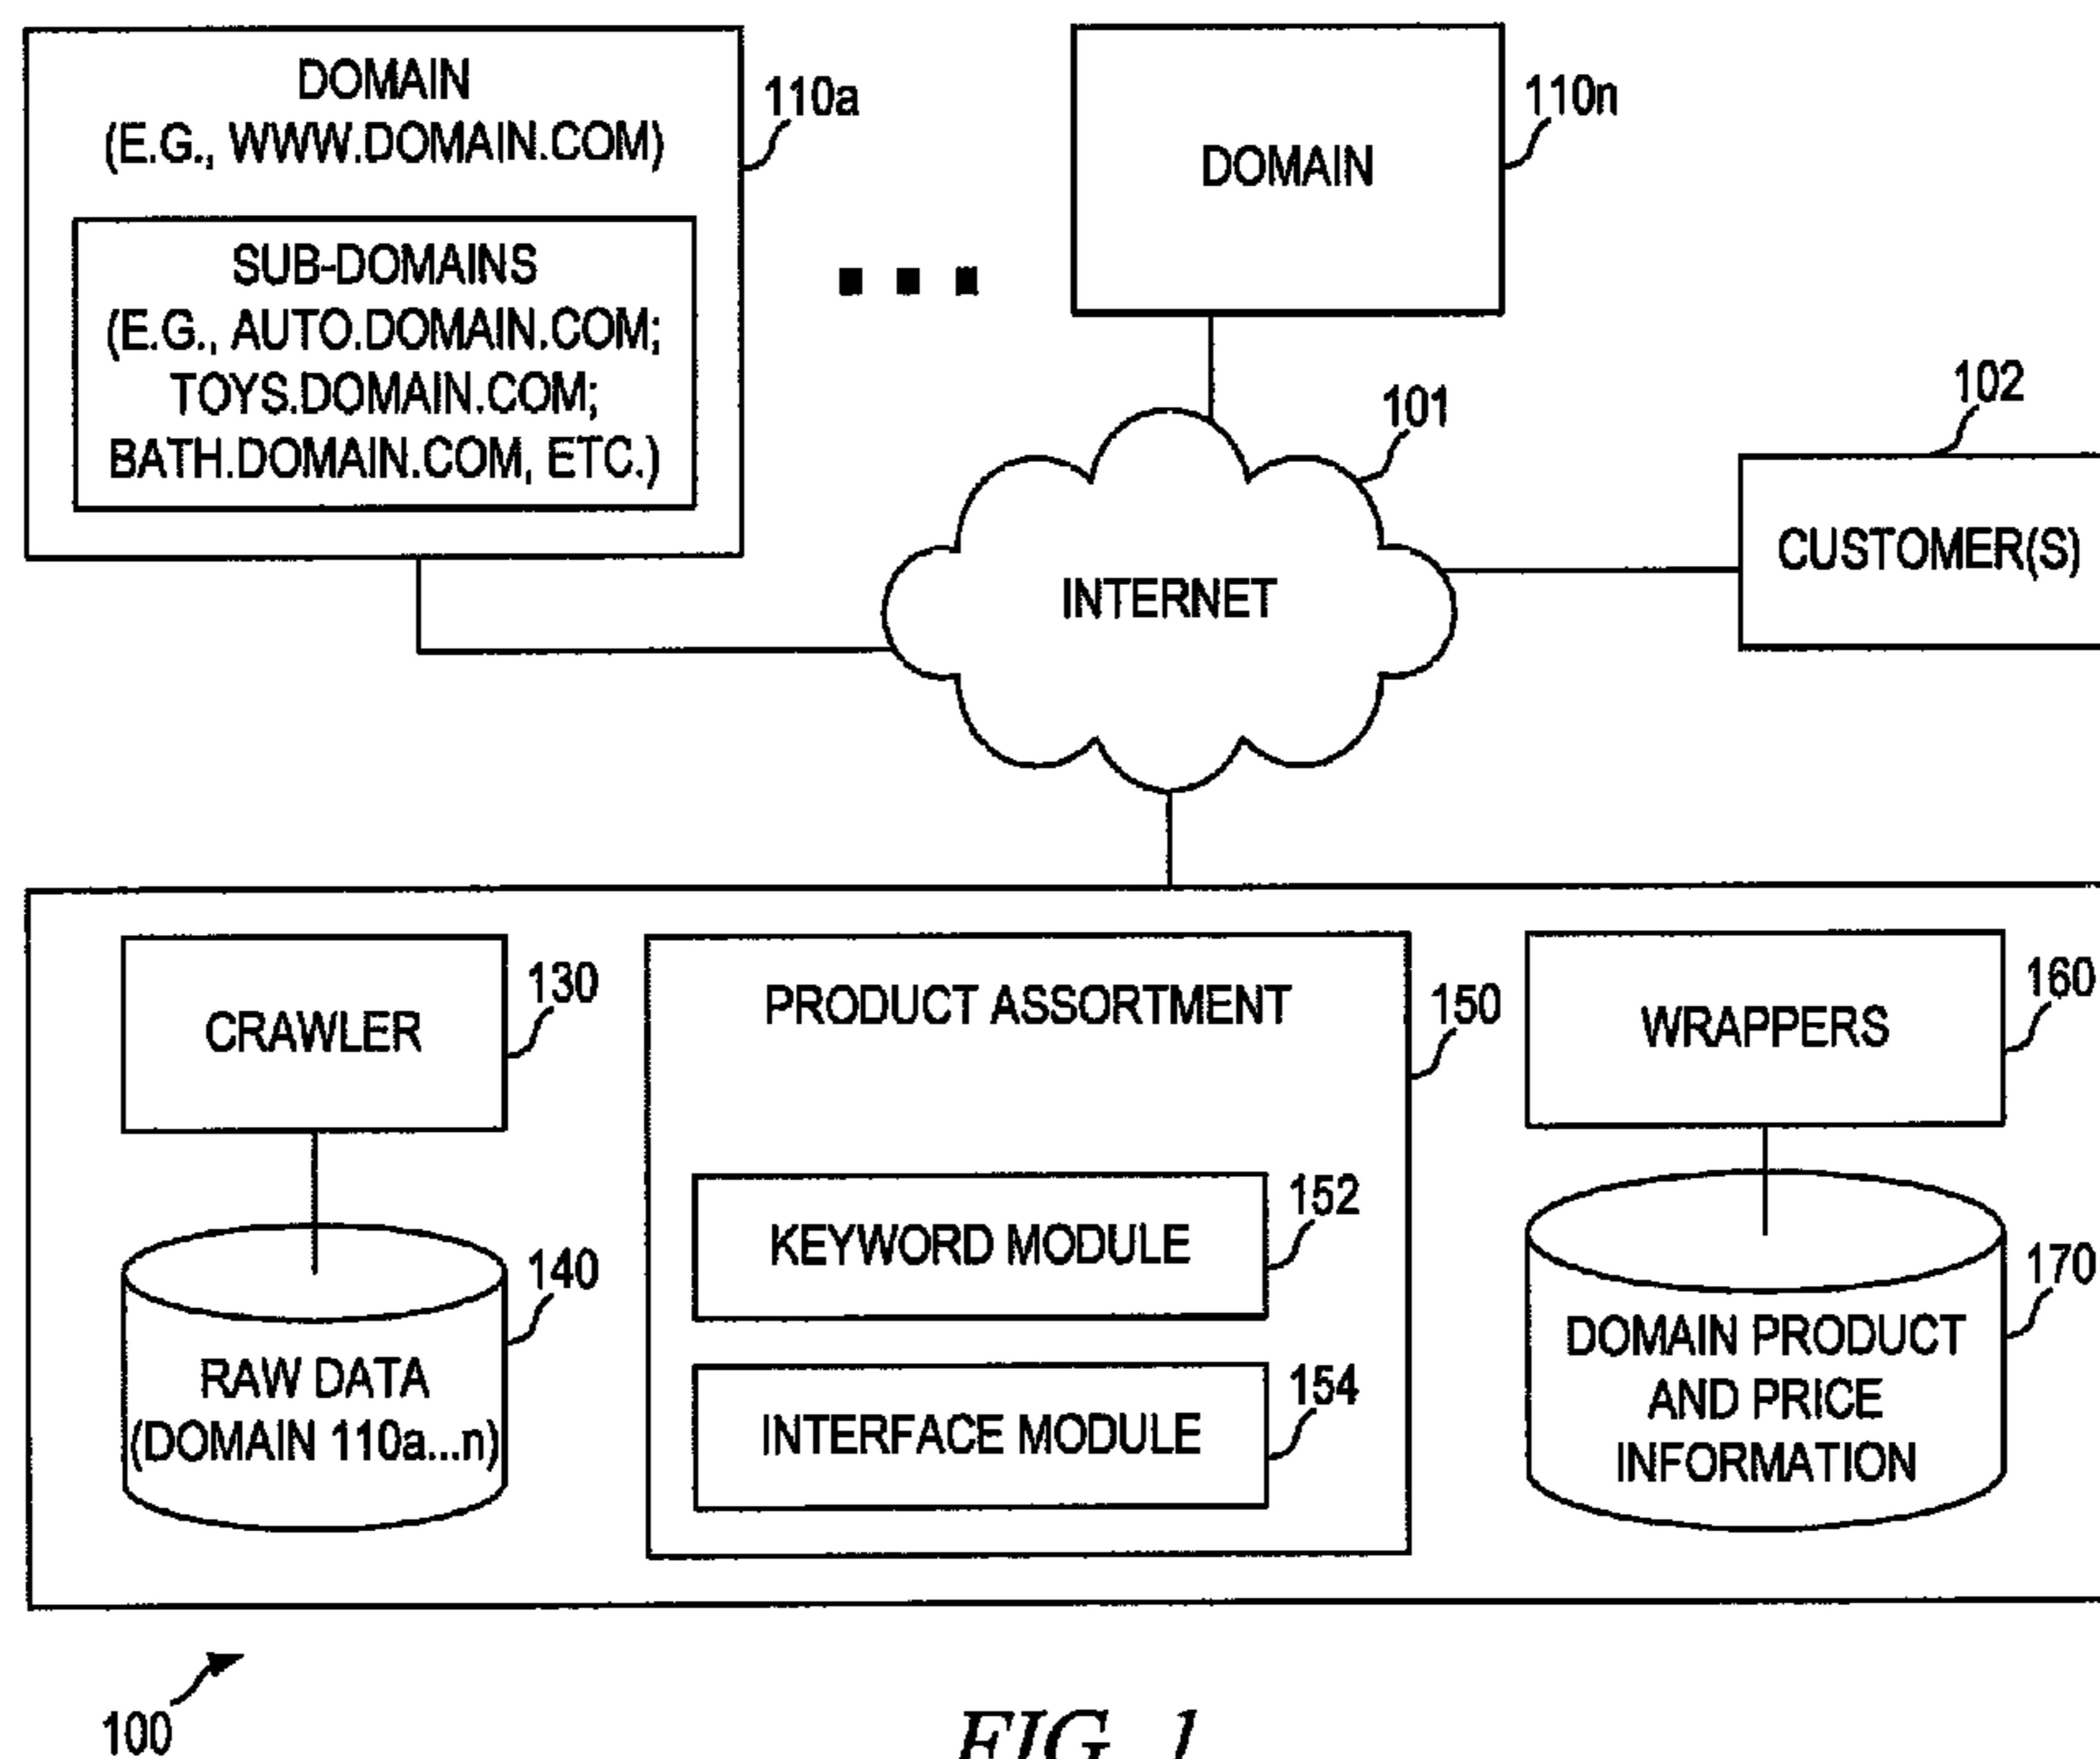 DOMAIN
(E.G., WWW.DOMAIN.COM)
110a
SUB-DOMAINS
(E.G., AUTO.DOMAIN.COM;
TOYS.DOMAIN.COM;
BATH.DOMAIN.COM, ETC.)
DOMAIN
110n
101
INTERNET
102
CUSTOMER(S)
CRAWLER
130
RAW DATA
(DOMAIN 110a...n)
140
PRODUCT ASSORTMENT
150
KEYWORD MODULE
152
INTERFACE MODULE
154
WRAPPERS
160
DOMAIN PRODUCT
AND PRICE
INFORMATION
170
100
FIG. 1